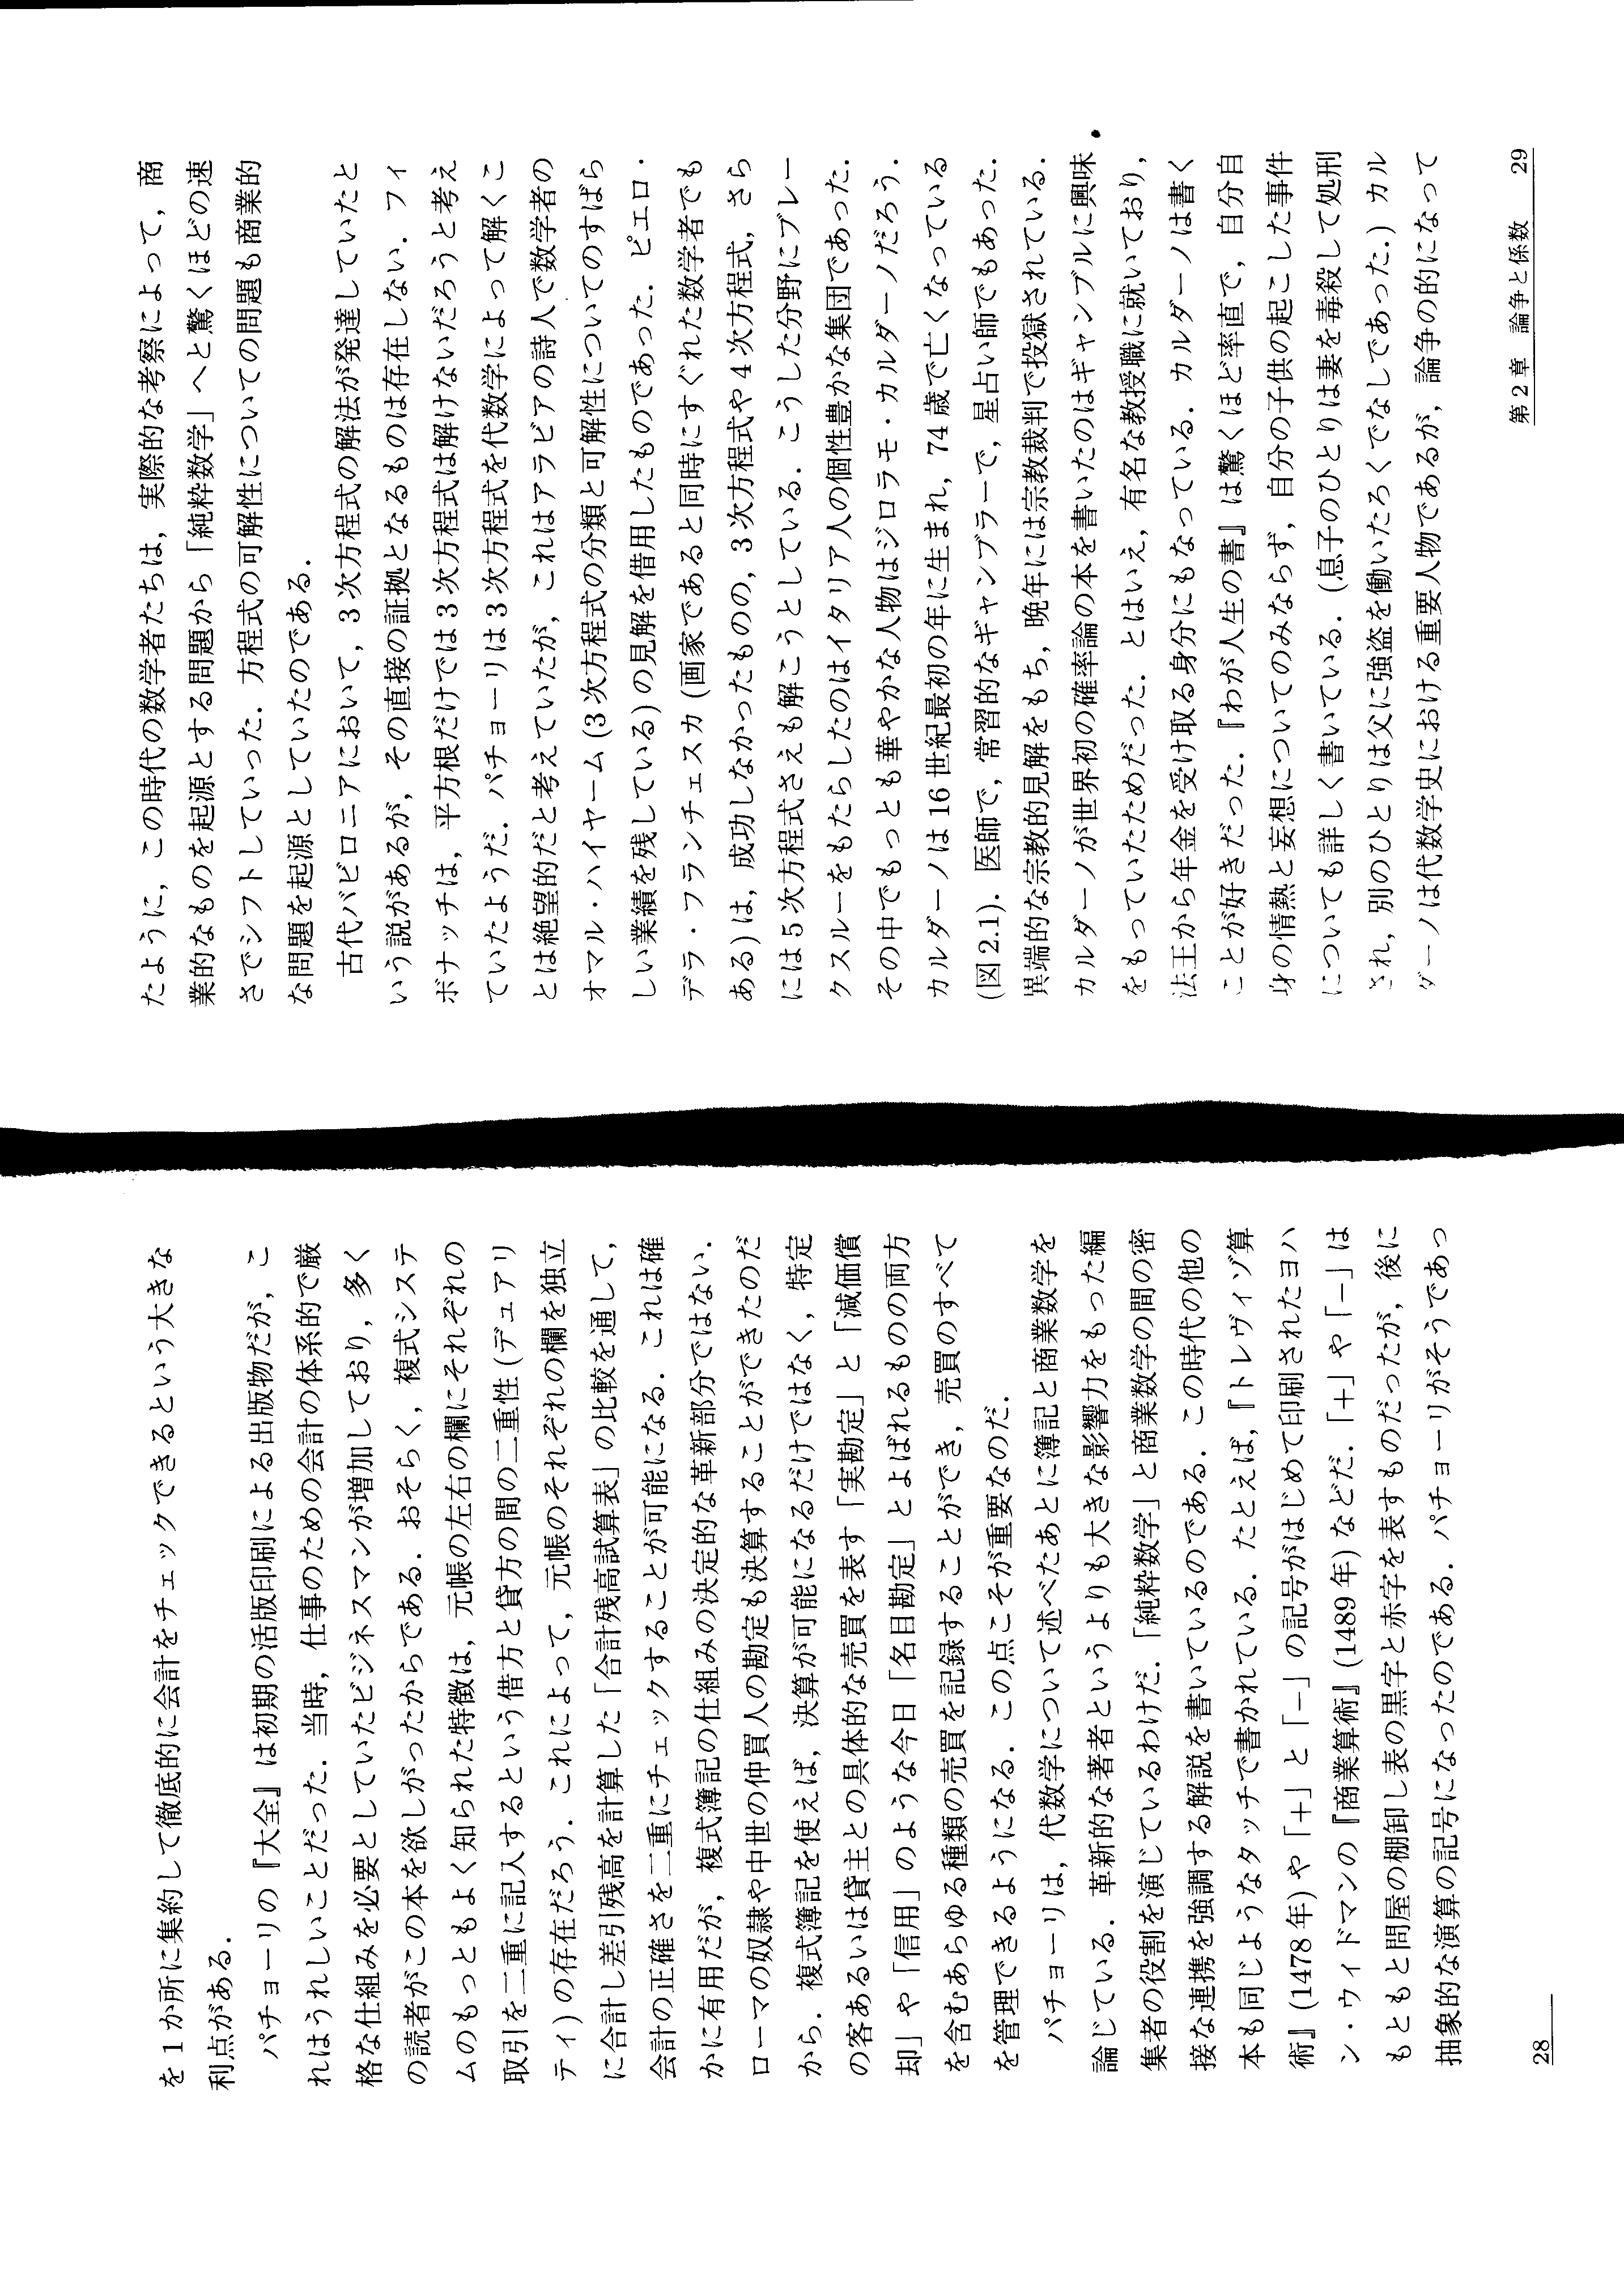 を1か所に集約して徹底的に会計をチェックできるという大きな
利点がある．
パチョーリの『大全』は初期の活版印刷による出版物だが，こ
れはうれしいことだった．当時，仕事のための会計の体系的で厳
格な仕組みを必要としていたビジネスマンが増加しており，多く
の読者がこの本を欲しがったからである．おそらく，複式システ
ムのもっともよく知られた特徴は，元帳の左右の欄にそれぞれの
取引を二重に記入するという借方と貸方の間の二重性(デュアリ
ティ)の存在だろう．これによって，元帳のそれぞれの欄を独立
に合計し差引残高を計算した「合計残高試算表」の比較を通して，
会計の正確さを二重にチェックすることが可能になる．これは確
かに有用だが，複式簿記の仕組みの決定的な革新部分ではない．
ローマの奴隷や中世の仲買人の勘定も決算することができたのだ
から．複式簿記を使えば，決算が可能になるだけではなく，特定
の客あるいは貸主との具体的な売買を表す「実勘定」と「減価償
却」や「信用」のような今日「名目勘定」とよばれるものの両方
を含むあらゆる種類の売買を記録することができ，売買のすべて
を管理できるようになる．この点こそが重要なのだ．
パチョーリは，代数学について述べたあとに簿記と商業数学を
論じている．革新的な著者というよりも大きな影響力をもった編
集者の役割を演じているわけだ．「純粋数学」と商業数学の間の密
接な連携を強調する解説を書いているのである．この時代の他の
本も同じようなタッチで書かれている．たとえば，『トレヴィゾ算
術』(1478年)や「+」と「−」の記号がはじめて印刷されたヨハ
ン・ウィドマンの『商業算術』(1489年)などだ．「+」や「−」は
もともと問屋の棚卸し表の黒字と赤字を表すものだったが，後に
抽象的な演算の記号になったのである．パチョーリがそうであっ
28
たように，この時代の数学者たちは，実際的な考察によって，商
業的なものを起源とする問題から「純粋数学」へと驚くほどの速
さでシフトしていった．方程式の可解性についての問題も商業的
な問題を起源としていたのである．
古代バビロニアにおいて，3次方程式の解法が発達していたと
いう説があるが，その直接の証拠となるものは存在しない．フィ
ボナッチは，平方根だけでは3次方程式は解けないだろうと考え
ていたようだ．パチョーリは3次方程式を代数学によって解くこ
とは絶望的だと考えていたが，これはアラビアの詩人で数学者の
オマル・ハイヤーム(3次方程式の分類と可解性についてのすばら
しい業績を残している)の見解を借用したものであった．ピエロ・
デラ・フランチェスカ(画家であると同時にすぐれた数学者でも
ある)は，成功しなかったものの，3次方程式や4次方程式，さら
には5次方程式さえも解こうとしている．こうした分野にブレー
クスルーをもたらしたのはイタリア人の個性豊かな集団であった．
その中でもっとも華やかな人物はジロラモ・カルダーノだろう．
カルダーノは16世紀最初の年に生まれ，74歳で亡くなっている
(図2.1)．医師で，常習的なギャンブラーで，星占い師でもあった．
異端的な宗教的見解をもち，晩年には宗教裁判で投獄されている．
カルダーノが世界初の確率論の本を書いたのはギャンブルに興味
をもっていたためだった．とはいえ，有名な教授職に就いており，
法王から年金を受け取る身分にもなっている．カルダーノは書く
ことが好きだった．『わが人生の書』は驚くほど率直で，自分自
身の情熱と妄想についてのみならず，自分の子供の起こした事件
についても詳しく書いている．(息子のひとりは妻を毒殺して処刑
され，別のひとりは父に強盗を働いたろくでなしであった．)カル
ダーノは代数学史における重要人物であるが，論争の的になって
第2章 論争と係数 29